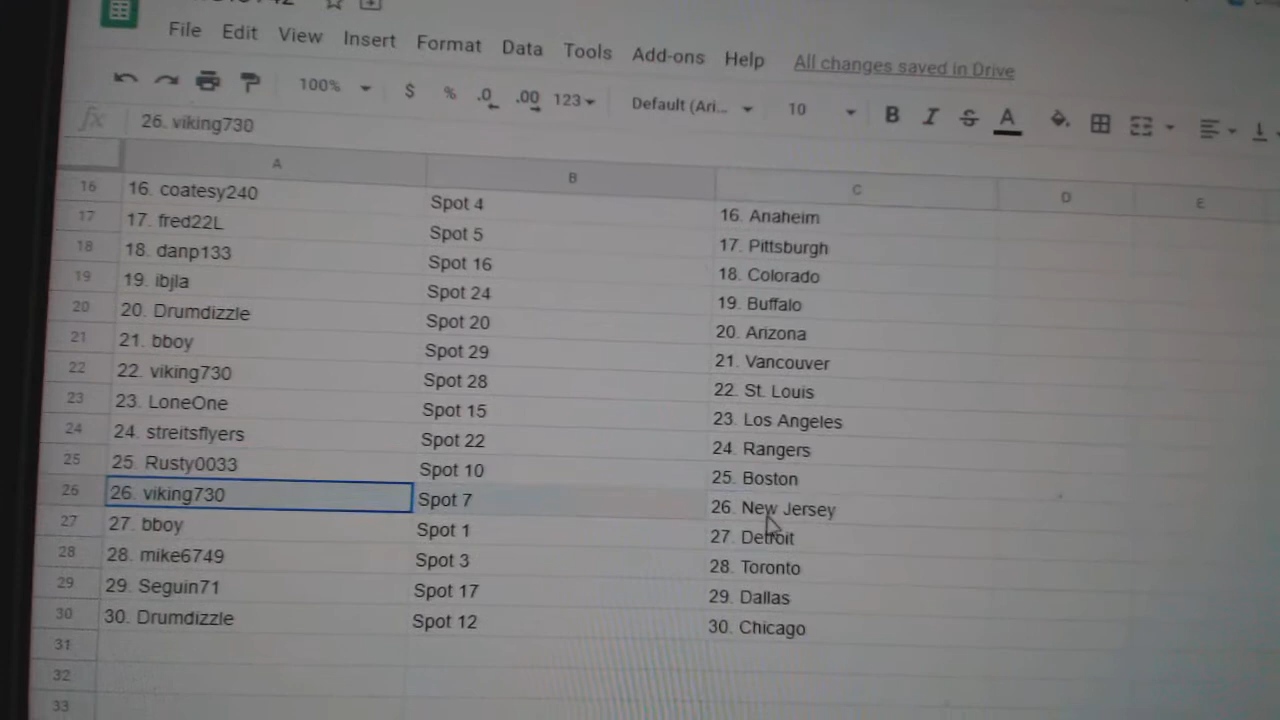 File Edit View Insert Format Data Tools Add-ons Help All changes saved in Drive
100% $ % .0 .00 123 Default (Ari... 10 B I S A
fx 26. viking730
A B C D E
16 16. coatesy240 Spot 4 16. Anaheim
17 17. fred22L Spot 5 17. Pittsburgh
18 18. danp133 Spot 16 18. Colorado
19 19. ibjla Spot 24 19. Buffalo
20 20. Drumdizzle Spot 20 20. Arizona
21 21. bboy Spot 29 21. Vancouver
22 22. viking730 Spot 28 22. St. Louis
23 23. LoneOne Spot 15 23. Los Angeles
24 24. streitsflyers Spot 22 24. Rangers
25 25. Rusty0033 Spot 10 25. Boston
26 26. viking730 Spot 7 26. New Jersey
27 27. bboy Spot 1 27. Detroit
28 28. mike6749 Spot 3 28. Toronto
29 29. Seguin71 Spot 17 29. Dallas
30 30. Drumdizzle Spot 12 30. Chicago
31
32
33